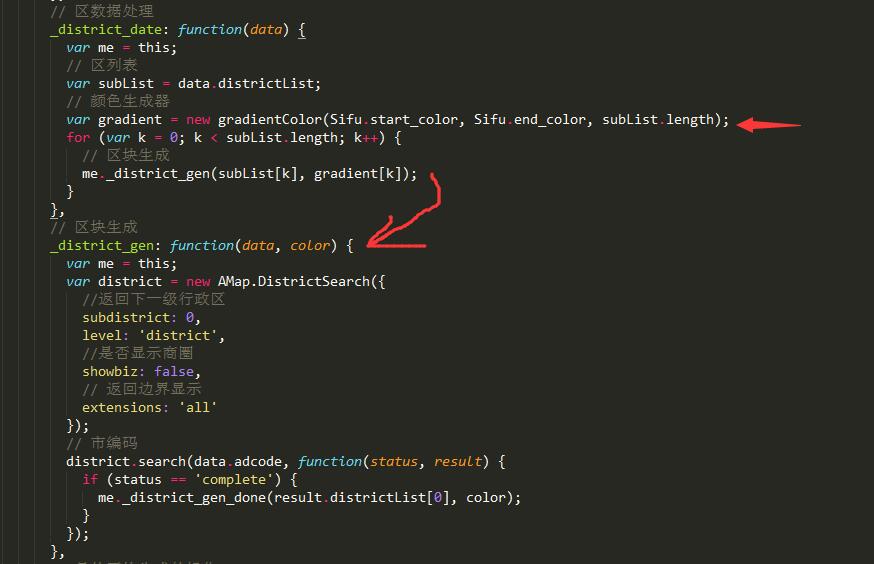 // 区数据处理
_district_date: function(data) {
var me = this;
// 区列表
var subList = data.districtList;
// 颜色生成器
var gradient = new gradientColor(Sifu.start_color, Sifu.end_color, subList.length);
for (var k = 0; k < subList.length; k++) {
// 区块生成
me._district_gen(subList[k], gradient[k]);
}
},
// 区块生成
_district_gen: function(data, color) {
var me = this;
var district = new AMap.DistrictSearch({
//返回下一级行政区
subdistrict: 0,
level: 'district',
//是否显示商圈
showbiz: false,
// 返回边界显示
extensions: 'all'
});
// 市编码
district.search(data.adcode, function(status, result) {
if (status == 'complete') {
me._district_gen_done(result.districtList[0], color);
}
});
},